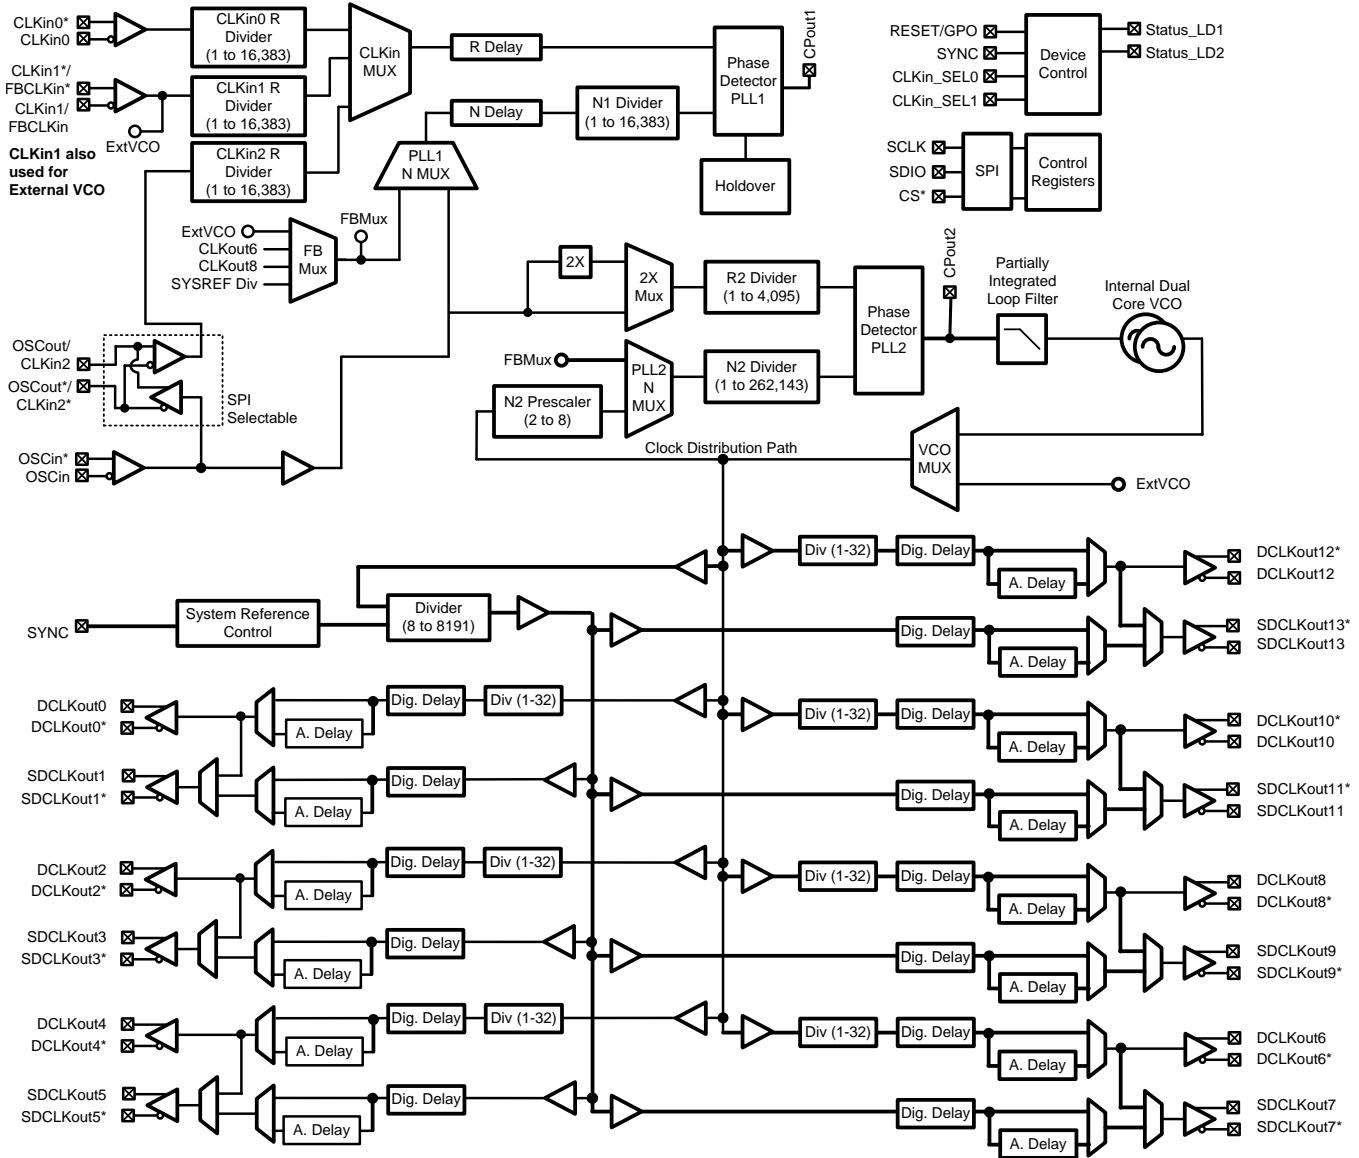 CLKin0*
CLKin0
CLKin0 R
Divider
(1 to 16,383)
CLKin1*/
FBCLKin*
CLKin1/
FBCLKin
CLKin1 R
Divider
(1 to 16,383)
ExtVCO
CLKin1 also
used for
External VCO
CLKin2 R
Divider
(1 to 16,383)
CLKin
MUX
R Delay
N Delay
N1 Divider
(1 to 16,383)
PLL1
N MUX
Phase
Detector
PLL1
CPout1
Holdover
RESET/GPO
SYNC
CLKin_SEL0
CLKin_SEL1
Device
Control
Status_LD1
Status_LD2
SCLK
SDIO
CS*
SPI
Control
Registers
ExtVCO
CLKout6
CLKout8
SYSREF Div
FB
Mux
FBMux
2X
2X
Mux
R2 Divider
(1 to 4,095)
Phase
Detector
PLL2
CPout2
Partially
Integrated
Loop Filter
Internal Dual
Core VCO
FBMux
PLL2
N
MUX
N2 Divider
(1 to 262,143)
N2 Prescaler
(2 to 8)
OSCout/
CLKin2
OSCout*/
CLKin2*
SPI
Selectable
OSCin*
OSCin
Clock Distribution Path
VCO
MUX
ExtVCO
SYNC
System Reference
Control
Divider
(8 to 8191)
Div (1-32)
Dig. Delay
A. Delay
DCLKout12*
DCLKout12
Dig. Delay
A. Delay
SDCLKout13*
SDCLKout13
DCLKout0
DCLKout0*
A. Delay
Dig. Delay
Div (1-32)
Div (1-32)
Dig. Delay
A. Delay
DCLKout10*
DCLKout10
SDCLKout1
SDCLKout1*
A. Delay
Dig. Delay
Dig. Delay
A. Delay
SDCLKout11*
SDCLKout11
DCLKout2
DCLKout2*
A. Delay
Dig. Delay
Div (1-32)
Div (1-32)
Dig. Delay
A. Delay
DCLKout8
DCLKout8*
SDCLKout3
SDCLKout3*
A. Delay
Dig. Delay
Dig. Delay
A. Delay
SDCLKout9
SDCLKout9*
DCLKout4
DCLKout4*
A. Delay
Dig. Delay
Div (1-32)
Div (1-32)
Dig. Delay
A. Delay
DCLKout6
DCLKout6*
SDCLKout5
SDCLKout5*
A. Delay
Dig. Delay
Dig. Delay
A. Delay
SDCLKout7
SDCLKout7*